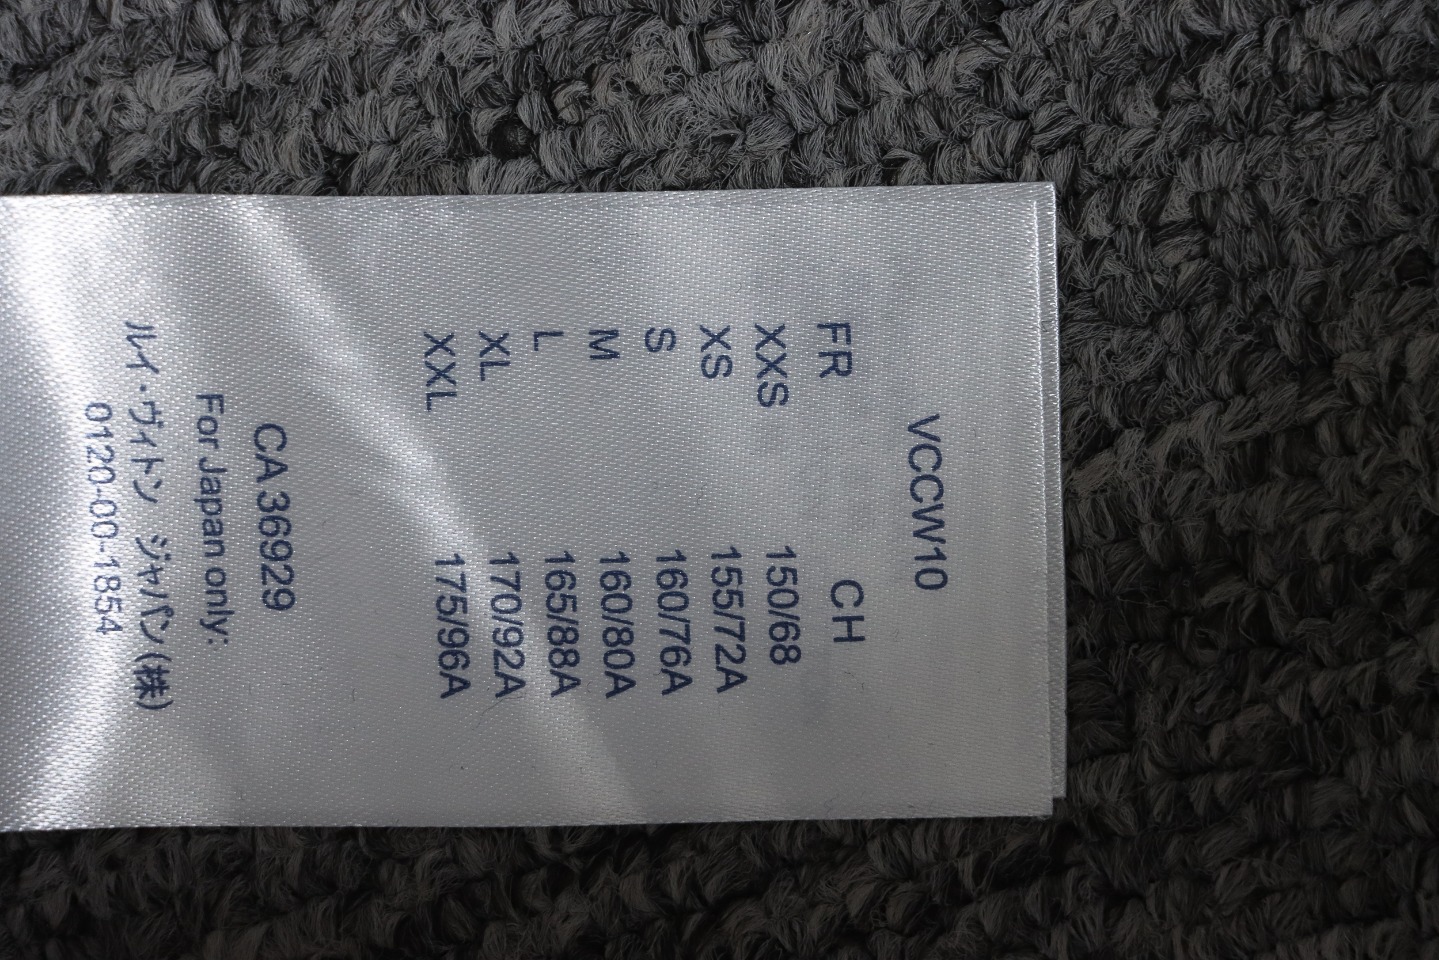 VCCW10
FR CH
XXS 150/68
XS 155/72A
S 160/76A
M 160/80A
L 165/88A
XL 170/92A
XXL 175/96A
CA 36929
For Japan only:
ルイ・ヴィトン ジャパン(株)
0120-00-1854